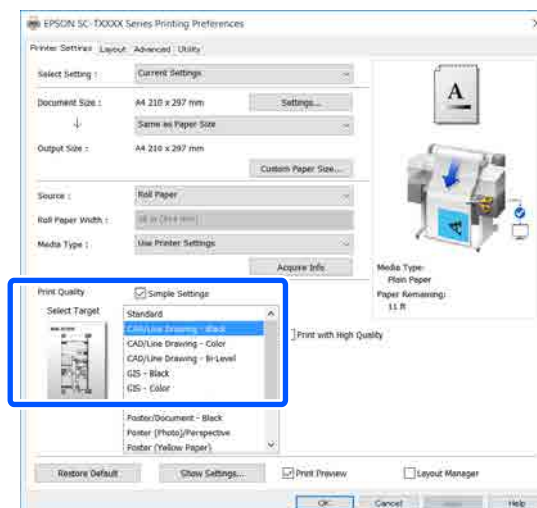 EPSON SC-TXXXX Series Printing Preferences
Printer Settings Layout Advanced Utility
Select Setting : Current Settings
Document Size : A4 210 x 297 mm Settings...
Same as Paper Size
Output Size : A4 210 x 297 mm
Custom Paper Size...
Source : Roll Paper
Roll Paper Width :
Media Type : Use Printer Settings
Acquire Info
Media Type:
Plain Paper
Paper Remaining:
11 ft
Print Quality Simple Settings
Select Target Standard
CAD/Line Drawing - Black
CAD/Line Drawing - Color
CAD/Line Drawing - Bi-Level
GIS - Black
GIS - Color
Print with High Quality
Poster/Document - Black
Poster (Photo)/Perspective
Poster (Yellow Paper)
Restore Default Show Settings... Print Preview Layout Manager
OK Cancel Help
A